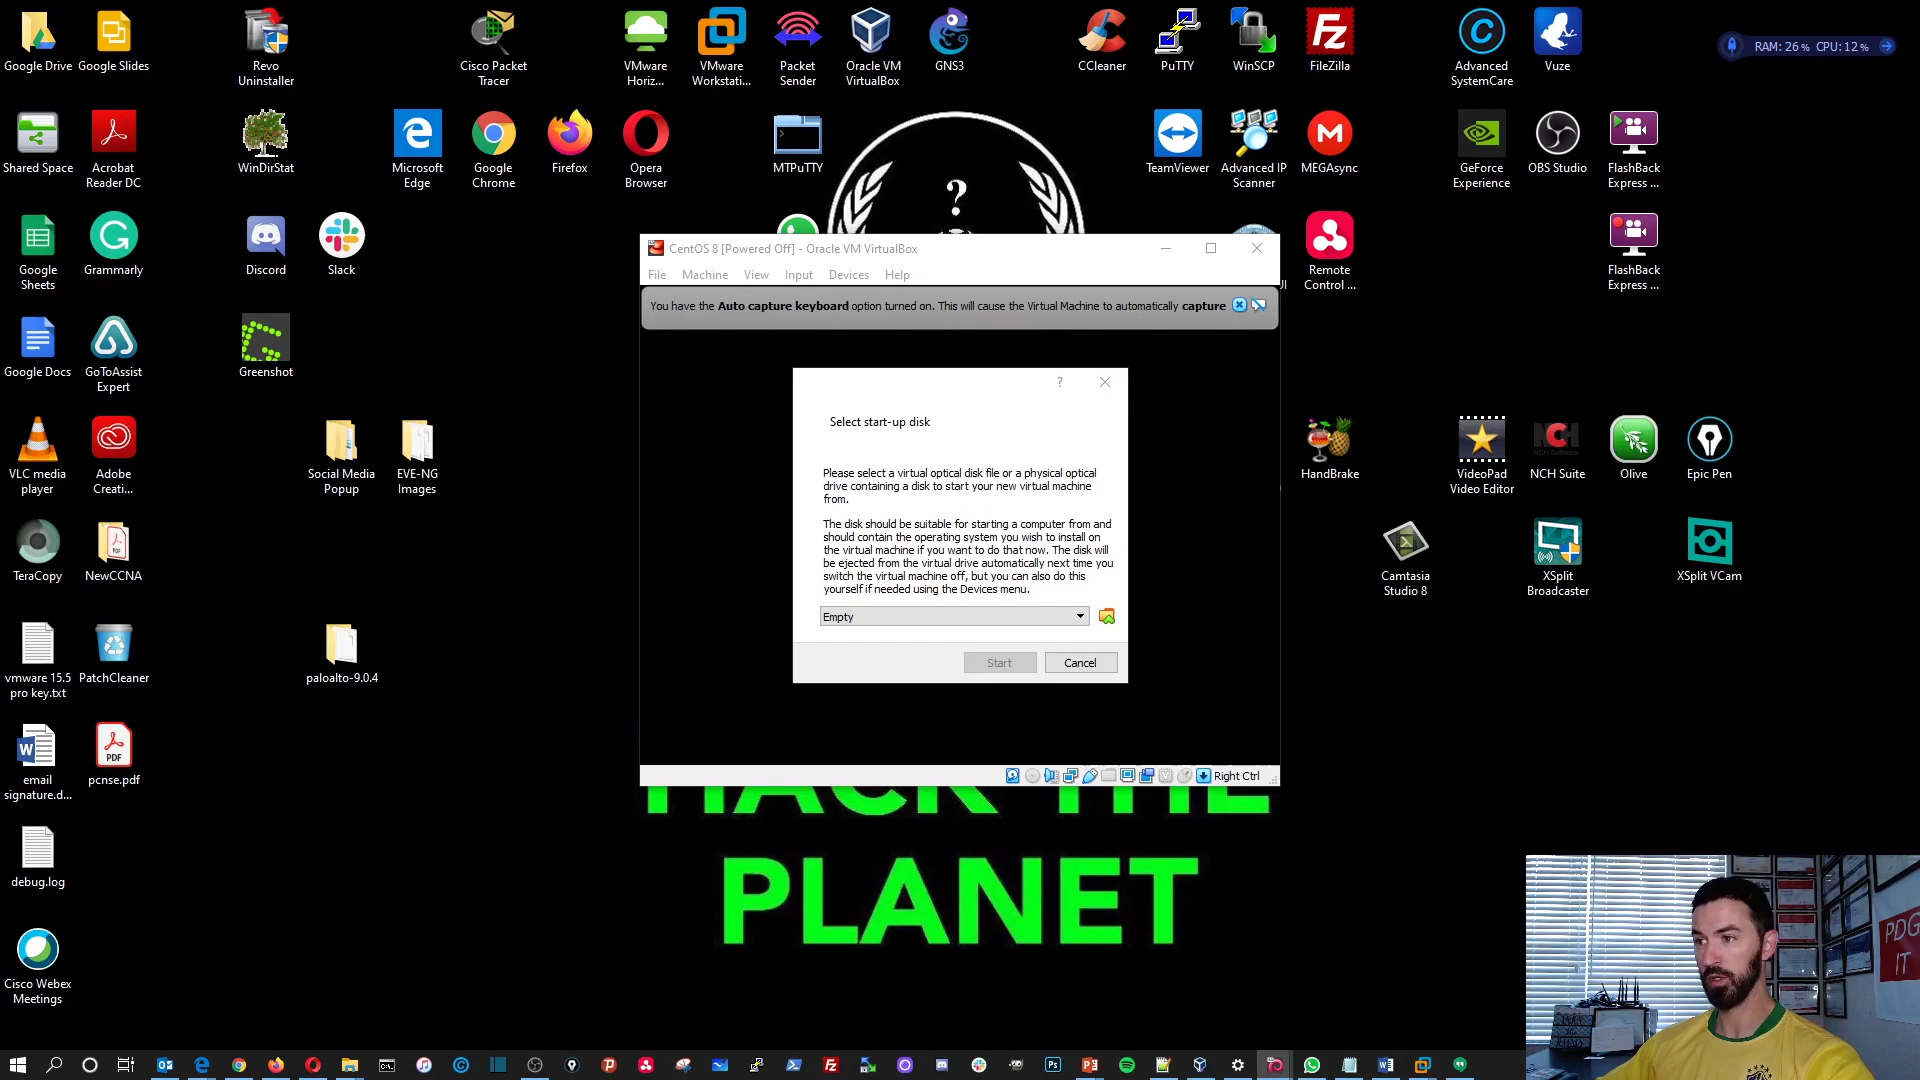 Google Drive
Google Slides
Revo
Uninstaller
Cisco Packet
Tracer
VMware
Horiz...
VMware
Workstati...
Packet
Sender
Oracle VM
VirtualBox
GNS3
CCleaner
PuTTY
WinSCP
FileZilla
Advanced
SystemCare
Vuze
RAM: 26% CPU: 12%
Shared Space
Acrobat
Reader DC
WinDirStat
Microsoft
Edge
Google
Chrome
Firefox
Opera
Browser
MTPuTTY
TeamViewer
Advanced IP
Scanner
MEGAsync
GeForce
Experience
OBS Studio
FlashBack
Express ...
Google
Sheets
Grammarly
Discord
Slack
Remote
Control ...
FlashBack
Express ...
CentOS 8 [Powered Off] - Oracle VM VirtualBox
File Machine View Input Devices Help
You have the Auto capture keyboard option turned on. This will cause the Virtual Machine to automatically capture
Google Docs
GoToAssist
Expert
Greenshot
?
Select start-up disk
Please select a virtual optical disk file or a physical optical
drive containing a disk to start your new virtual machine
from.
The disk should be suitable for starting a computer from and
should contain the operating system you wish to install on
the virtual machine if you want to do that now. The disk will
be ejected from the virtual drive automatically next time you
switch the virtual machine off, but you can also do this
yourself if needed using the Devices menu.
Empty
Start
Cancel
Right Ctrl
VLC media
player
Adobe
Creati...
Social Media
Popup
EVE-NG
Images
HandBrake
VideoPad
Video Editor
NCH Suite
Olive
Epic Pen
TeraCopy
NewCCNA
Camtasia
Studio 8
XSplit
Broadcaster
XSplit VCam
vmware 15.5
pro key.txt
PatchCleaner
paloalto-9.0.4
email
signature.d...
pcnse.pdf
HACK THE
PLANET
debug.log
Cisco Webex
Meetings
PDG
IT